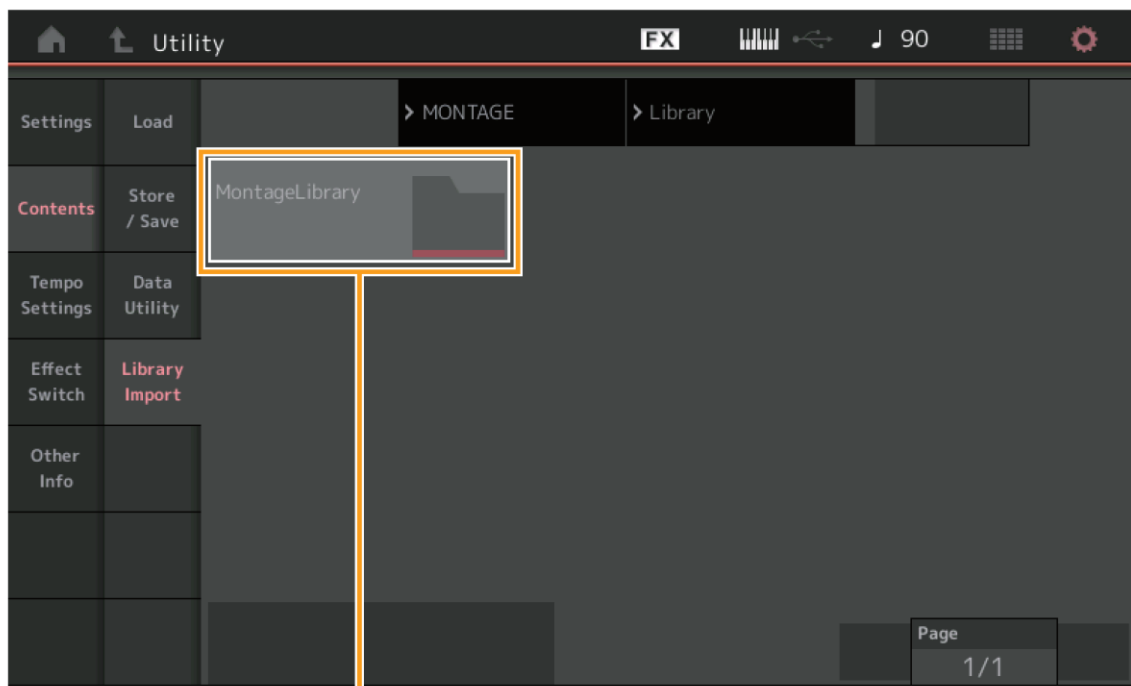 Utility
FX
90
Settings
Load
> MONTAGE
> Library
Contents
Store
/ Save
MontageLibrary
Tempo
Settings
Data
Utility
Effect
Switch
Library
Import
Other
Info
Page
1/1